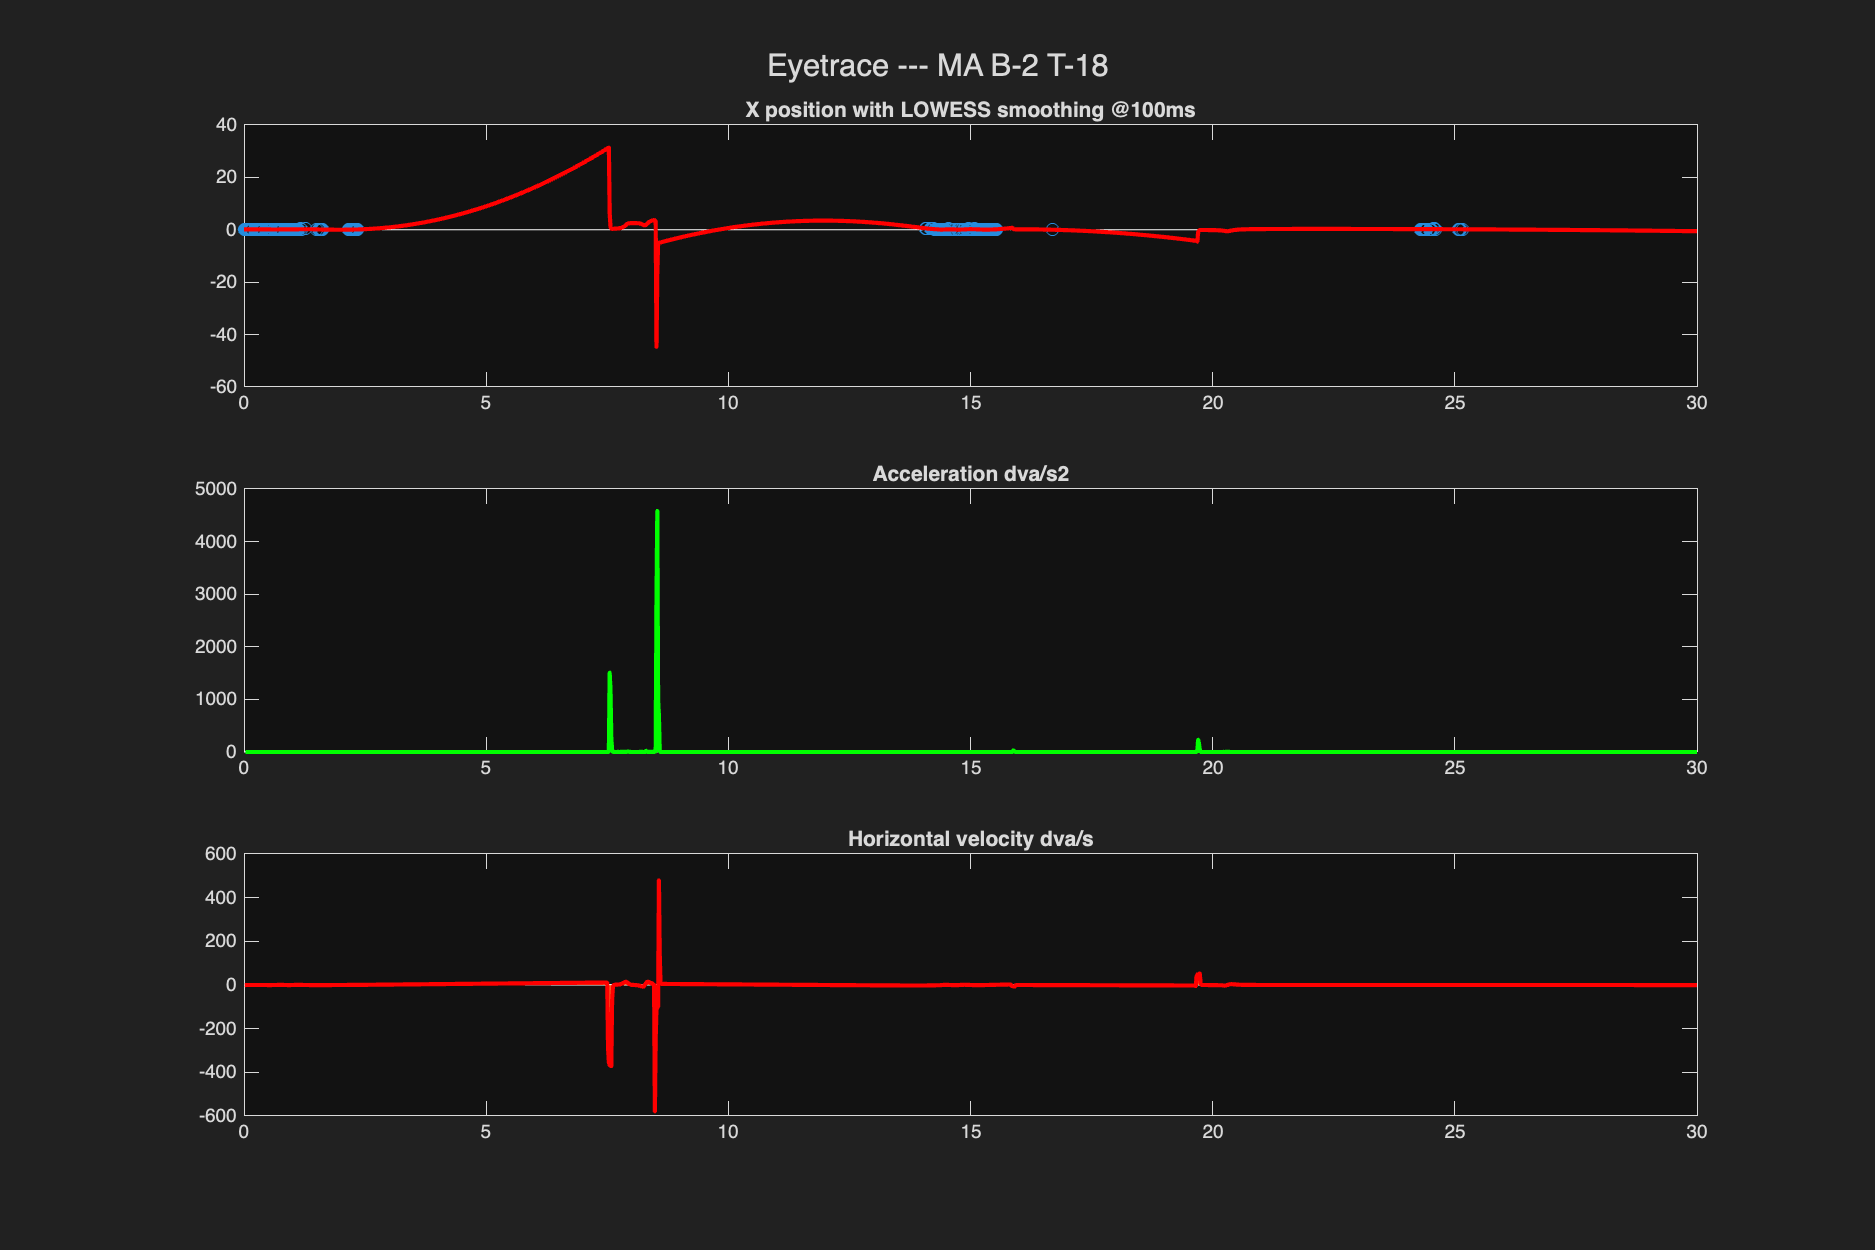 Eyetrace --- MA B-2 T-18
X position with LOWESS smoothing @100ms
40
20
0
-20
-40
-60
0 5 10 15 20 25 30
Acceleration dva/s2
5000
4000
3000
2000
1000
0
0 5 10 15 20 25 30
Horizontal velocity dva/s
600
400
200
0
-200
-400
-600
0 5 10 15 20 25 30